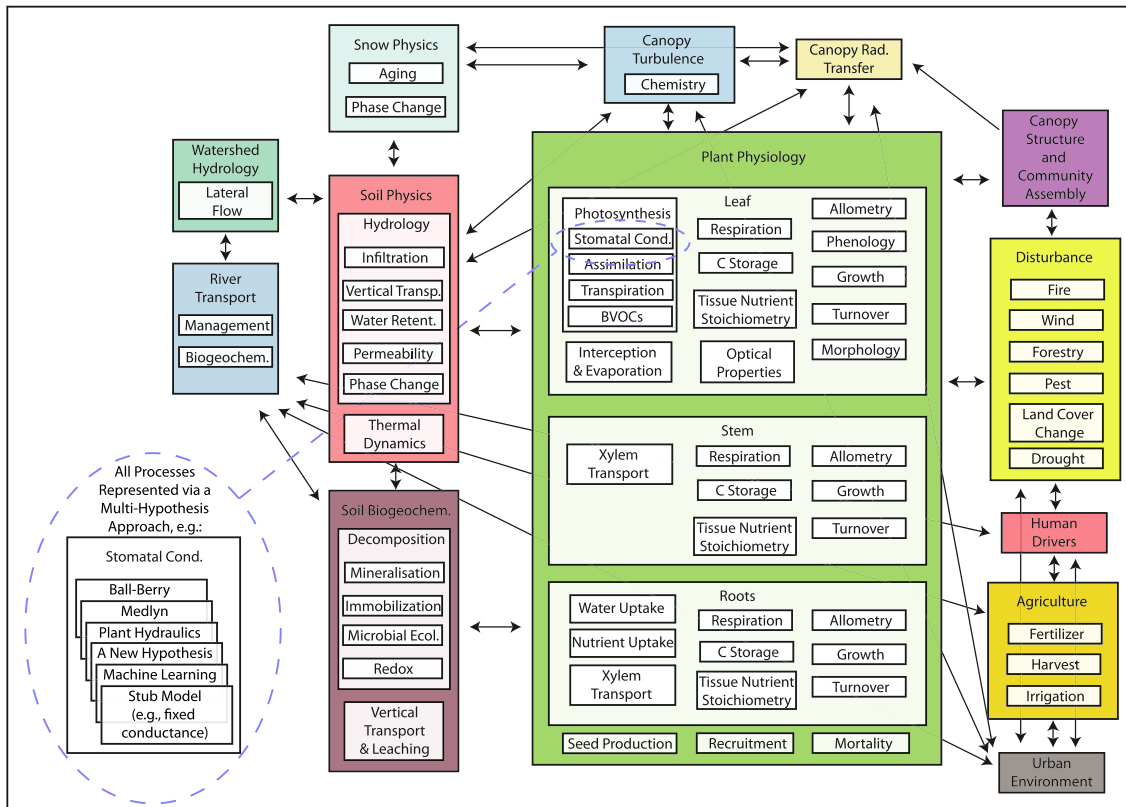 Snow Physics
Aging
Phase Change
Canopy
Turbulence
Chemistry
Canopy Rad.
Transfer
Canopy
Structure
and
Community
Assembly
Watershed
Hydrology
Lateral
Flow
River
Transport
Management
Biogeochem.
Soil Physics
Hydrology
Infiltration
Vertical Transp.
Water Retent.
Permeability
Phase Change
Thermal
Dynamics
Soil Biogeochem.
Decomposition
Mineralisation
Immobilization
Microbial Ecol.
Redox
Vertical
Transport
& Leaching
Plant Physiology
Leaf
Photosynthesis
Stomatal Cond.
Assimilation
Transpiration
BVOCs
Interception
& Evaporation
Respiration
C Storage
Tissue Nutrient
Stoichiometry
Optical
Properties
Allometry
Phenology
Growth
Turnover
Morphology
Stem
Xylem
Transport
Respiration
C Storage
Tissue Nutrient
Stoichiometry
Allometry
Growth
Turnover
Roots
Water Uptake
Nutrient Uptake
Xylem
Transport
Respiration
C Storage
Tissue Nutrient
Stoichiometry
Allometry
Growth
Turnover
Seed Production
Recruitment
Mortality
Disturbance
Fire
Wind
Forestry
Pest
Land Cover
Change
Drought
Human
Drivers
Agriculture
Fertilizer
Harvest
Irrigation
Urban
Environment
All Processes
Represented via a
Multi-Hypothesis
Approach, e.g.:
Stomatal Cond.
Ball-Berry
Medlyn
Plant Hydraulics
A New Hypothesis
Machine Learning
Stub Model
(e.g., fixed
conductance)